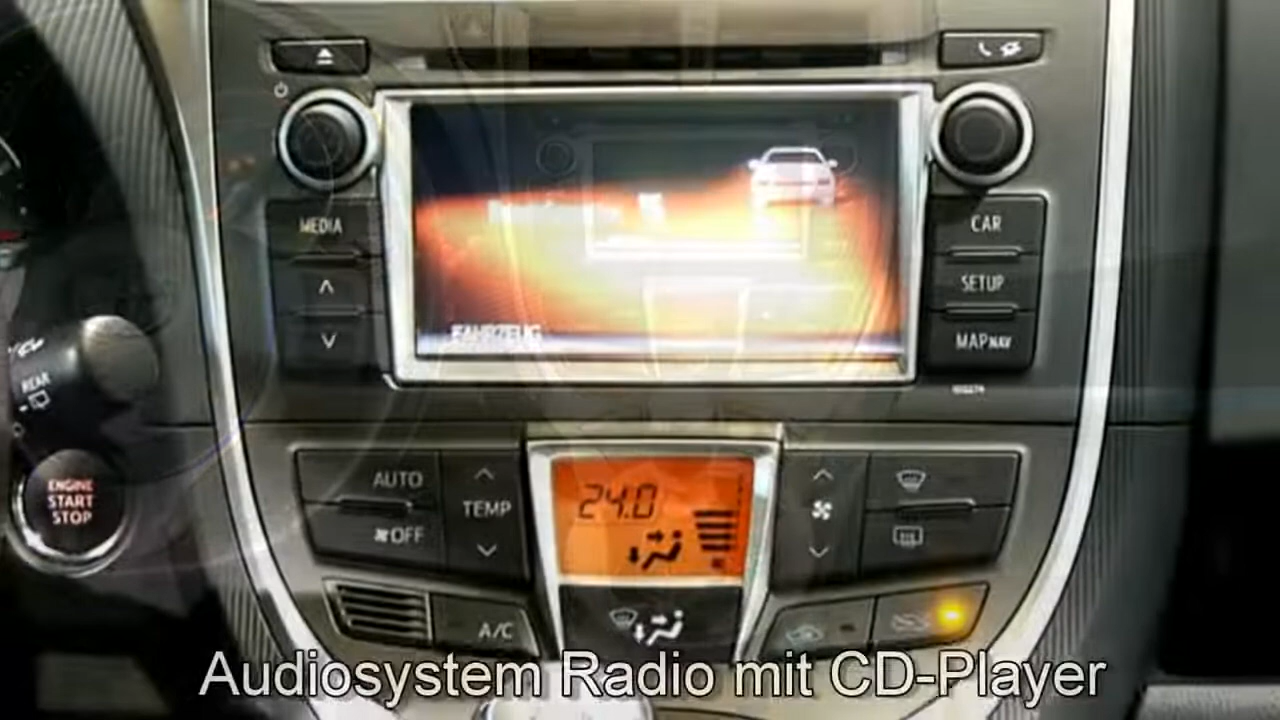 MEDIA
CAR
SETUP
MAP NAV
FAHRZEUG
REAR
ENGINE
START
STOP
AUTO
TEMP
OFF
24.0
A/C
Audiosystem Radio mit CD-Player